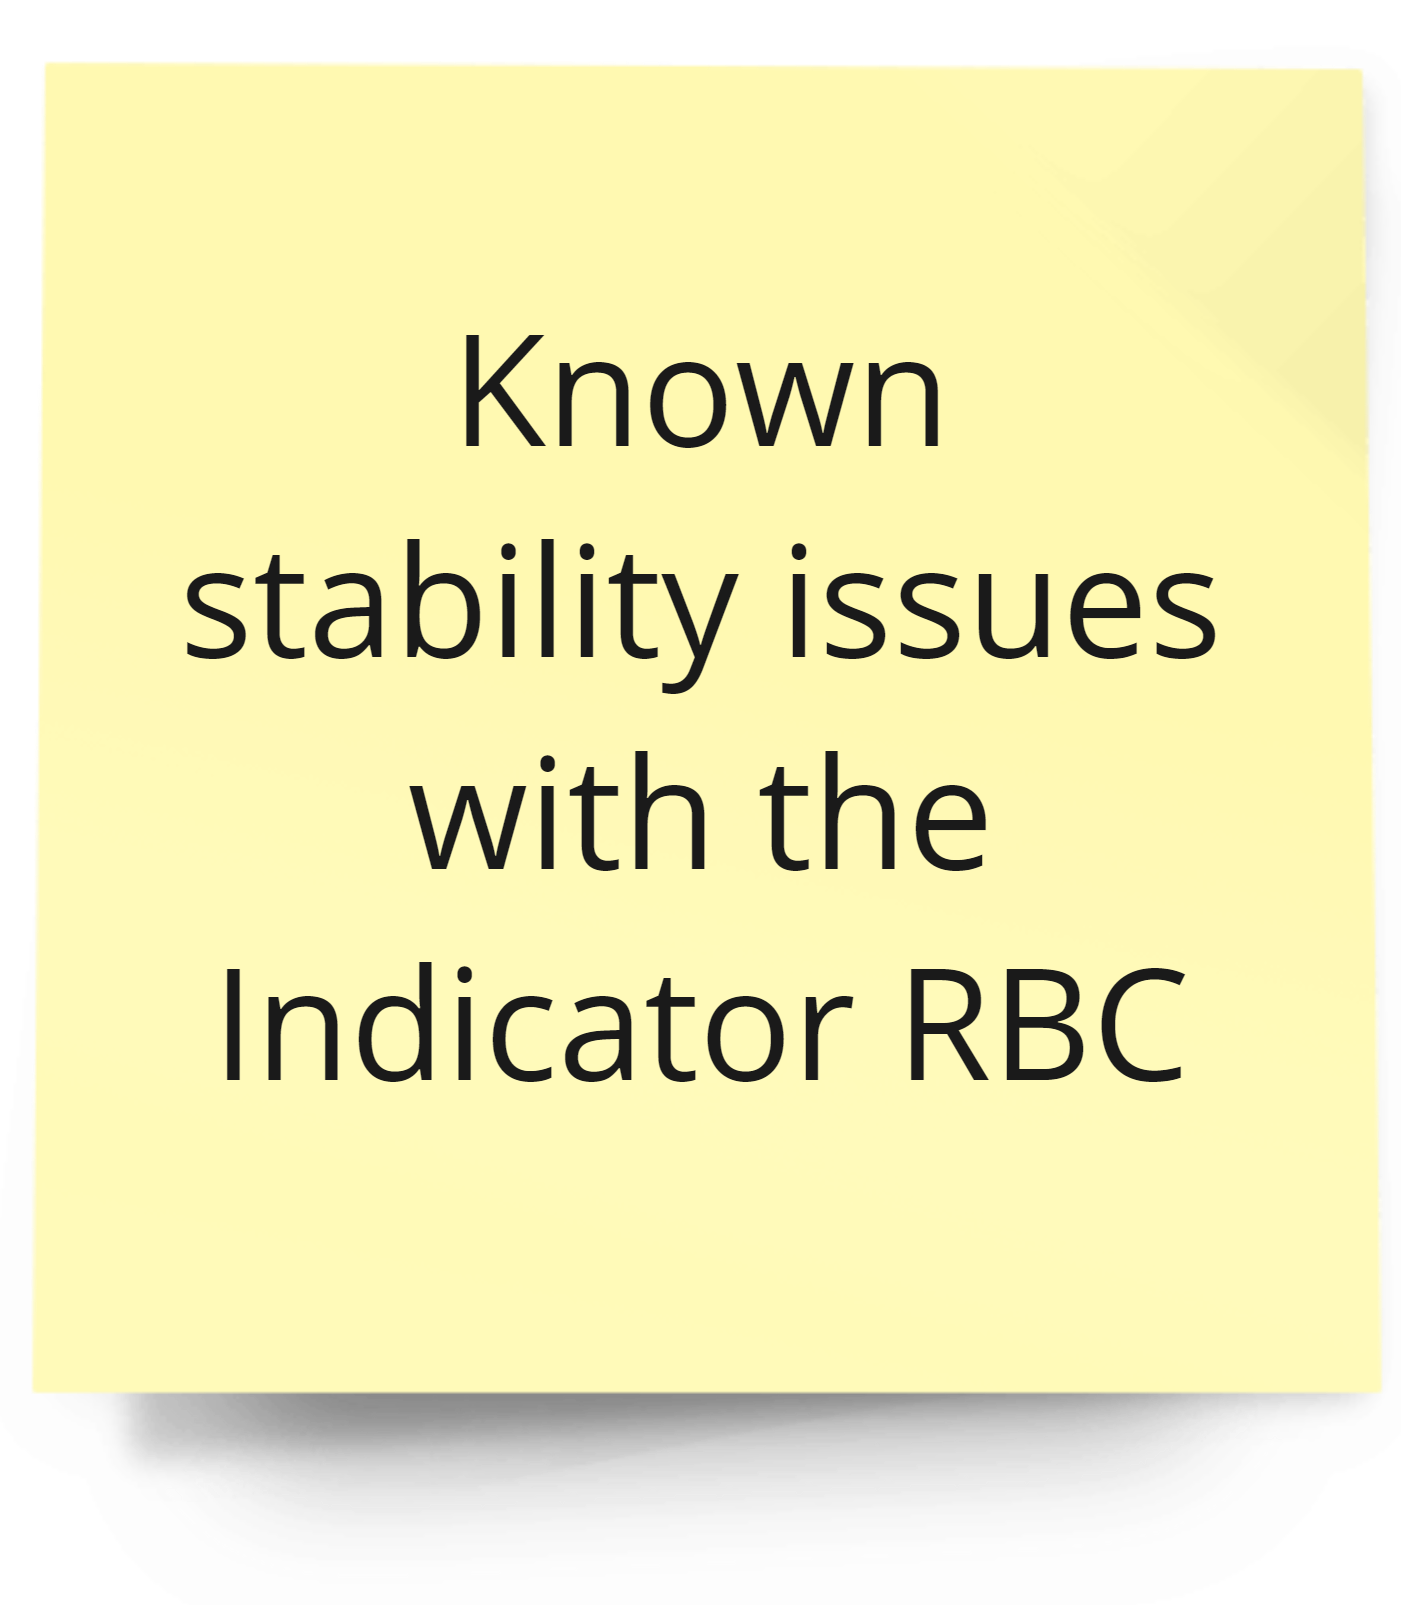 Known
stability issues
with the
Indicator RBC